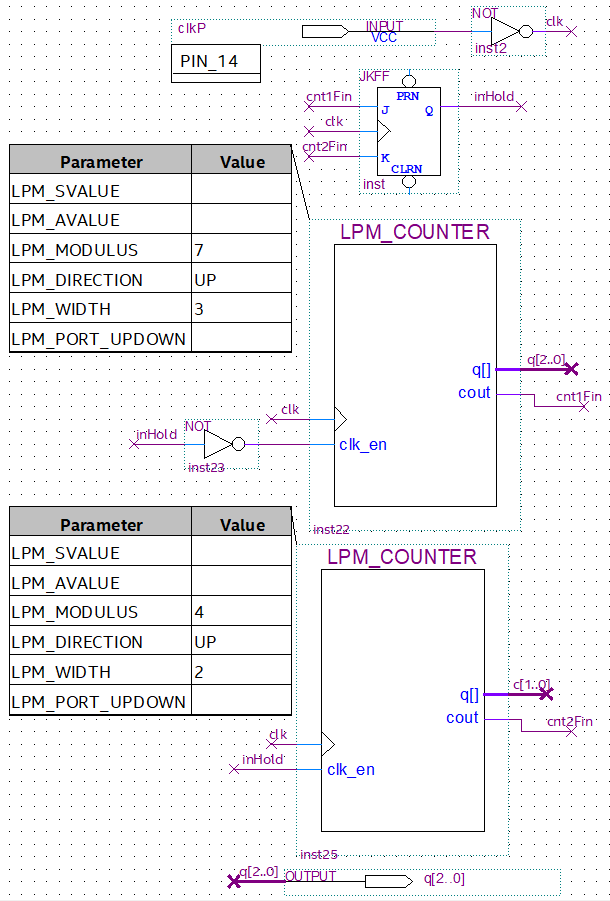 clkP
INPUT
VCC
NOT
clk
inst2
PIN_14
JKFF
PRN
cnt1Fin
J
Q
inHold
clk
cnt2Fin
K
CLRN
inst
Parameter Value
LPM_SVALUE
LPM_AVALUE
LPM_MODULUS 7
LPM_DIRECTION UP
LPM_WIDTH 3
LPM_PORT_UPDOWN
LPM_COUNTER
q[]
q[2..0]
cout
cnt1Fin
clk
NOT
inHold
clk_en
inst23
inst22
Parameter Value
LPM_SVALUE
LPM_AVALUE
LPM_MODULUS 4
LPM_DIRECTION UP
LPM_WIDTH 2
LPM_PORT_UPDOWN
LPM_COUNTER
q[]
c[1..0]
cout
cnt2Fin
clk
inHold
clk_en
inst25
q[2..0]
OUTPUT
q[2..0]